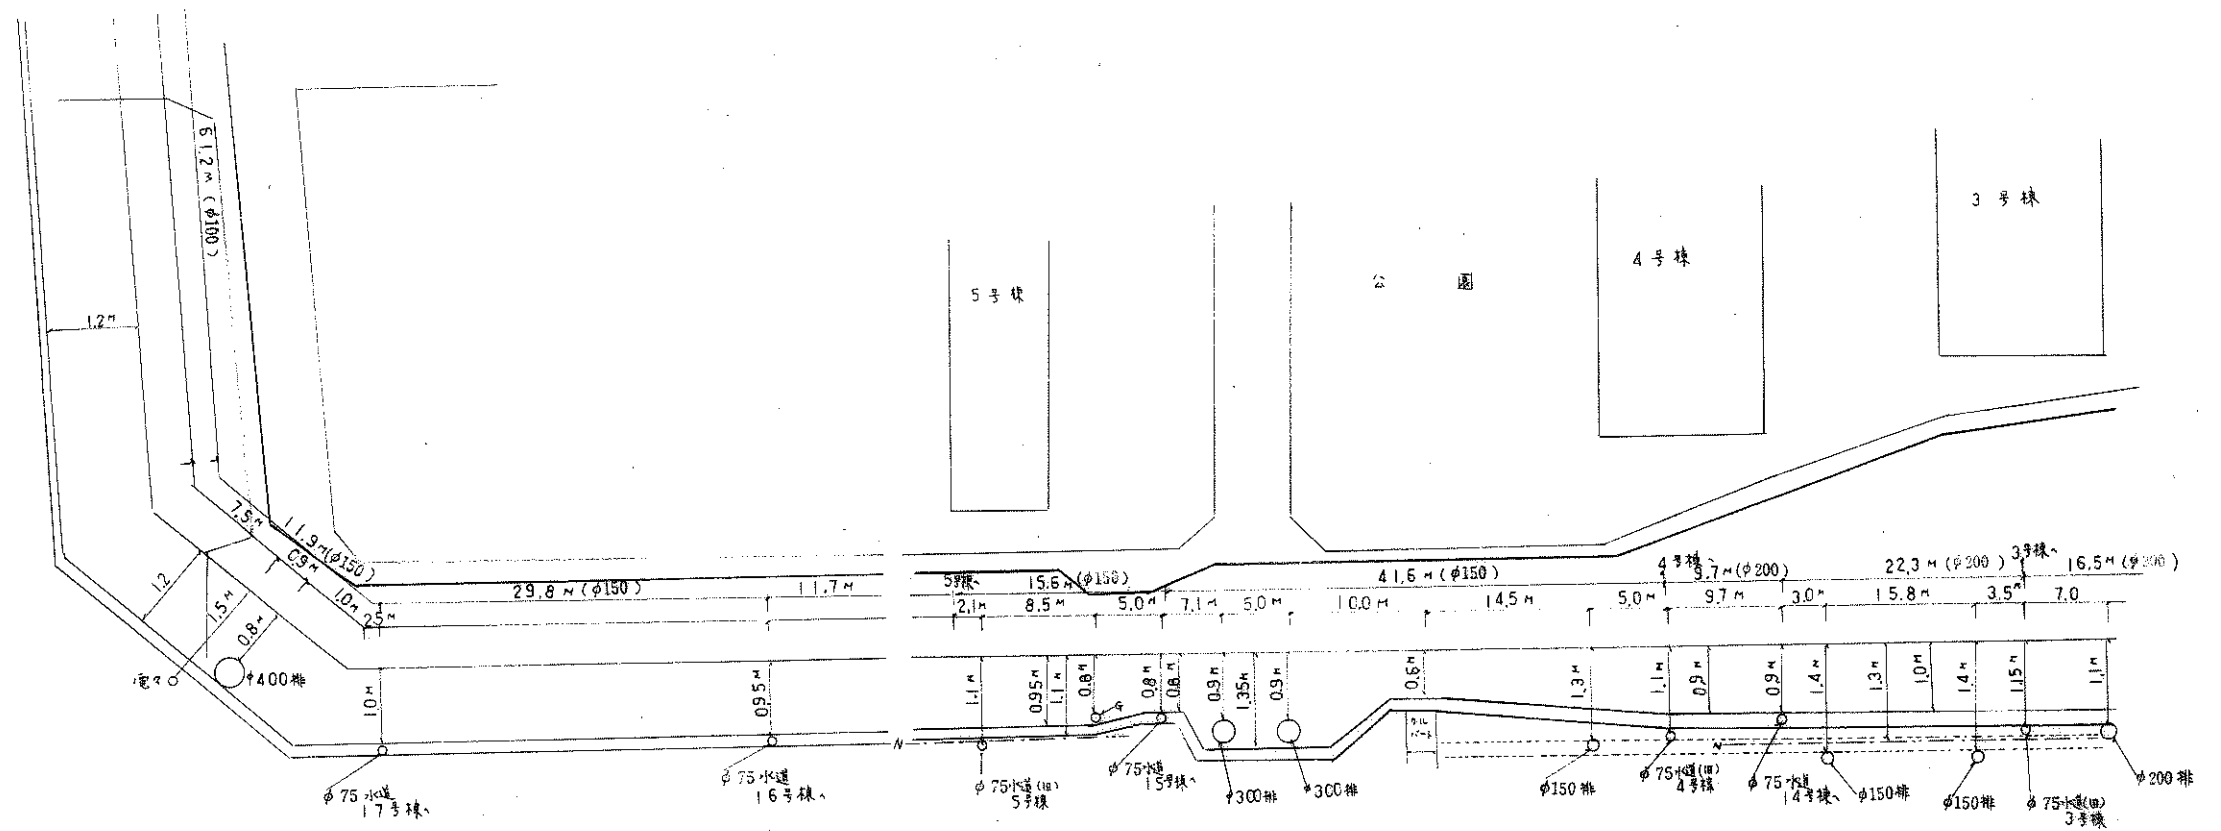 3号棟
4号棟
公園
5号棟
1.2M
61.2M (φ100)
7.5M
11.9M(φ150)
0.9M
1.0M
2.5M
1.2
1.5M
0.8M
φ400排
29.8M(φ150)
11.7M
5号棟へ
15.6M(φ150)
41.6M(φ150)
4号棟へ
9.7M(φ200)
22.3M(φ200)
3号棟へ
16.5M(φ200)
2.1M
8.5M
5.0M
7.1M
5.0M
10.0M
14.5M
5.0M
9.7M
3.0M
15.8M
3.5M
7.0
1.0M
0.95M
1.1M
0.95M
1.1M
0.8M
0.8M
0.8M
0.9M
1.35M
0.9M
0.6M
1.3M
1.1M
0.9M
0.9M
1.4M
1.3M
1.0M
1.4M
1.15M
1.1M
G
N
N
φ75水道
17号棟へ
φ75水道
16号棟へ
φ75水道(旧)
5号棟
φ75水道
15号棟へ
φ300排
φ300排
φ150排
φ75水道(旧)
4号棟へ
φ75水道
14号棟へ
φ150排
φ150排
φ75水道(旧)
3号棟
φ200排